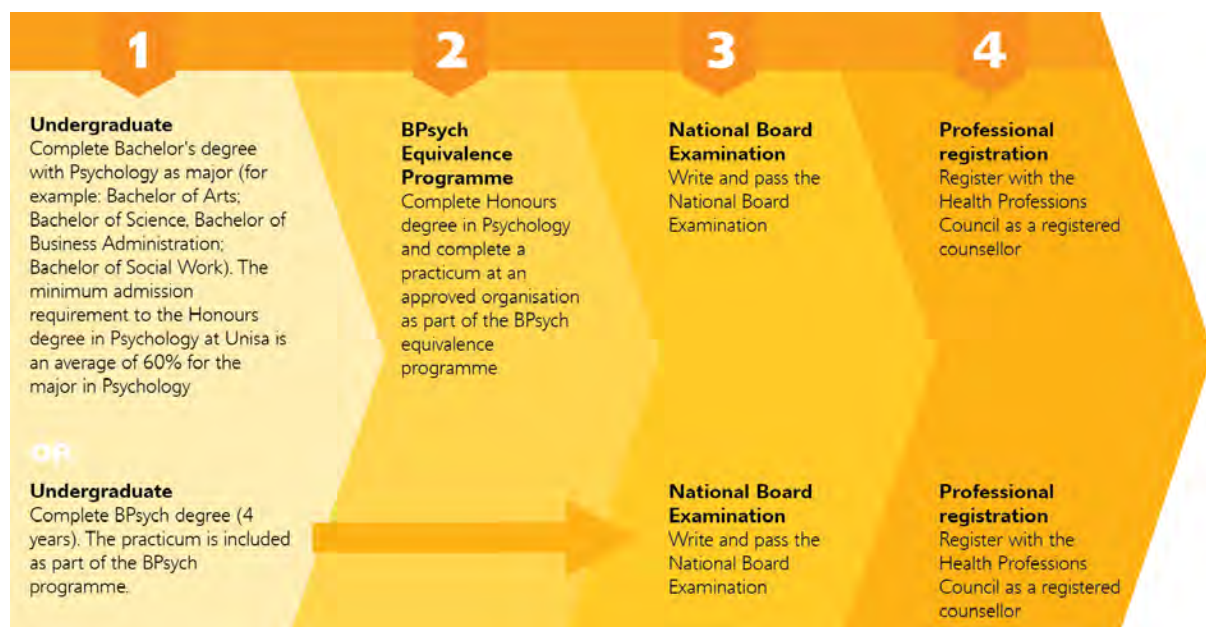 1
2
3
4
Undergraduate
Complete Bachelor's degree
with Psychology as major (for
example: Bachelor of Arts;
Bachelor of Science, Bachelor of
Business Administration;
Bachelor of Social Work). The
minimum admission
requirement to the Honours
degree in Psychology at Unisa is
an average of 60% for the
major in Psychology
BPsych
Equivalence
Programme
Complete Honours
degree in Psychology
and complete a
practicum at an
approved organisation
as part of the BPsych
equivalence
programme
National Board
Examination
Write and pass the
National Board
Examination
Professional
registration
Register with the
Health Professions
Council as a registered
counsellor
OR
Undergraduate
Complete BPsych degree (4
years). The practicum is included
as part of the BPsych
programme.
National Board
Examination
Write and pass the
National Board
Examination
Professional
registration
Register with the
Health Professions
Council as a registered
counsellor